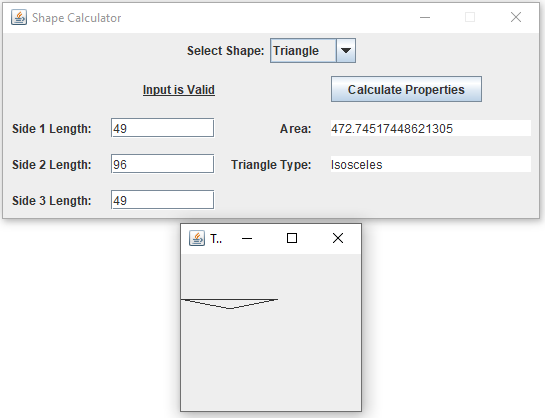 Shape Calculator
Select Shape: Triangle
Input is Valid Calculate Properties
Side 1 Length: 49 Area: 472.74517448621305
Side 2 Length: 96 Triangle Type: Isosceles
Side 3 Length: 49
T..